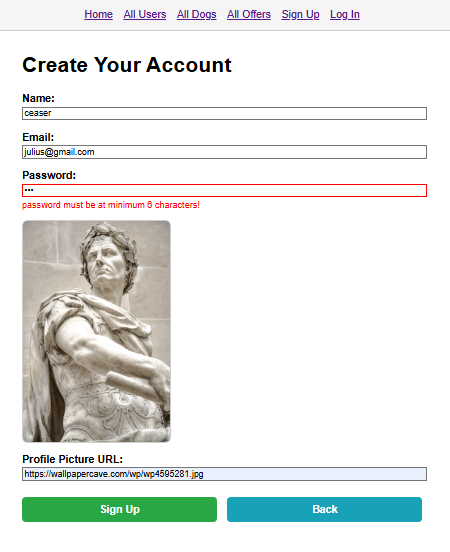 Home All Users All Dogs All Offers Sign Up Log In
Create Your Account
Name:
ceaser
Email:
julius@gmail.com
Password:
•••
password must be at minimum 6 characters!
Profile Picture URL:
https://wallpapercave.com/wp/wp4595281.jpg
Sign Up Back